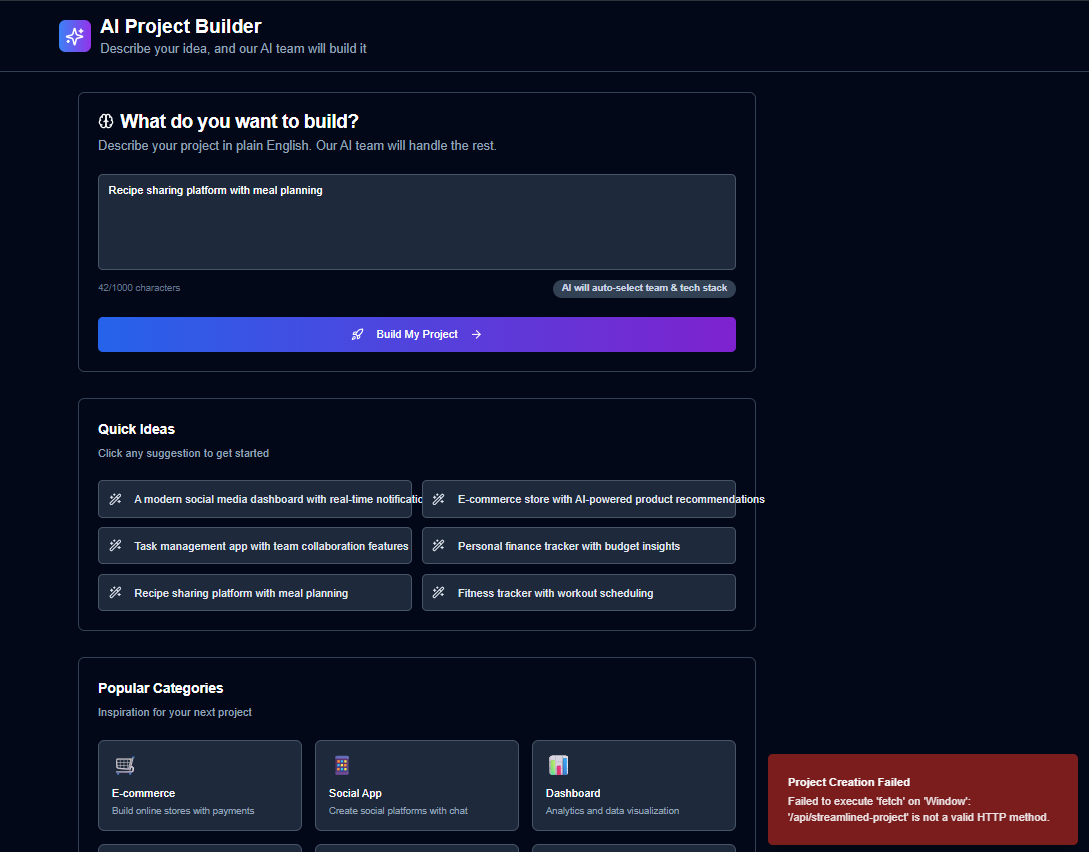 AI Project Builder
Describe your idea, and our AI team will build it
What do you want to build?
Describe your project in plain English. Our AI team will handle the rest.
Recipe sharing platform with meal planning
42/1000 characters
AI will auto-select team & tech stack
Build My Project
Quick Ideas
Click any suggestion to get started
A modern social media dashboard with real-time notificatio
E-commerce store with AI-powered product recommendations
Task management app with team collaboration features
Personal finance tracker with budget insights
Recipe sharing platform with meal planning
Fitness tracker with workout scheduling
Popular Categories
Inspiration for your next project
E-commerce
Build online stores with payments
Social App
Create social platforms with chat
Dashboard
Analytics and data visualization
Project Creation Failed
Failed to execute 'fetch' on 'Window':
'/api/streamlined-project' is not a valid HTTP method.